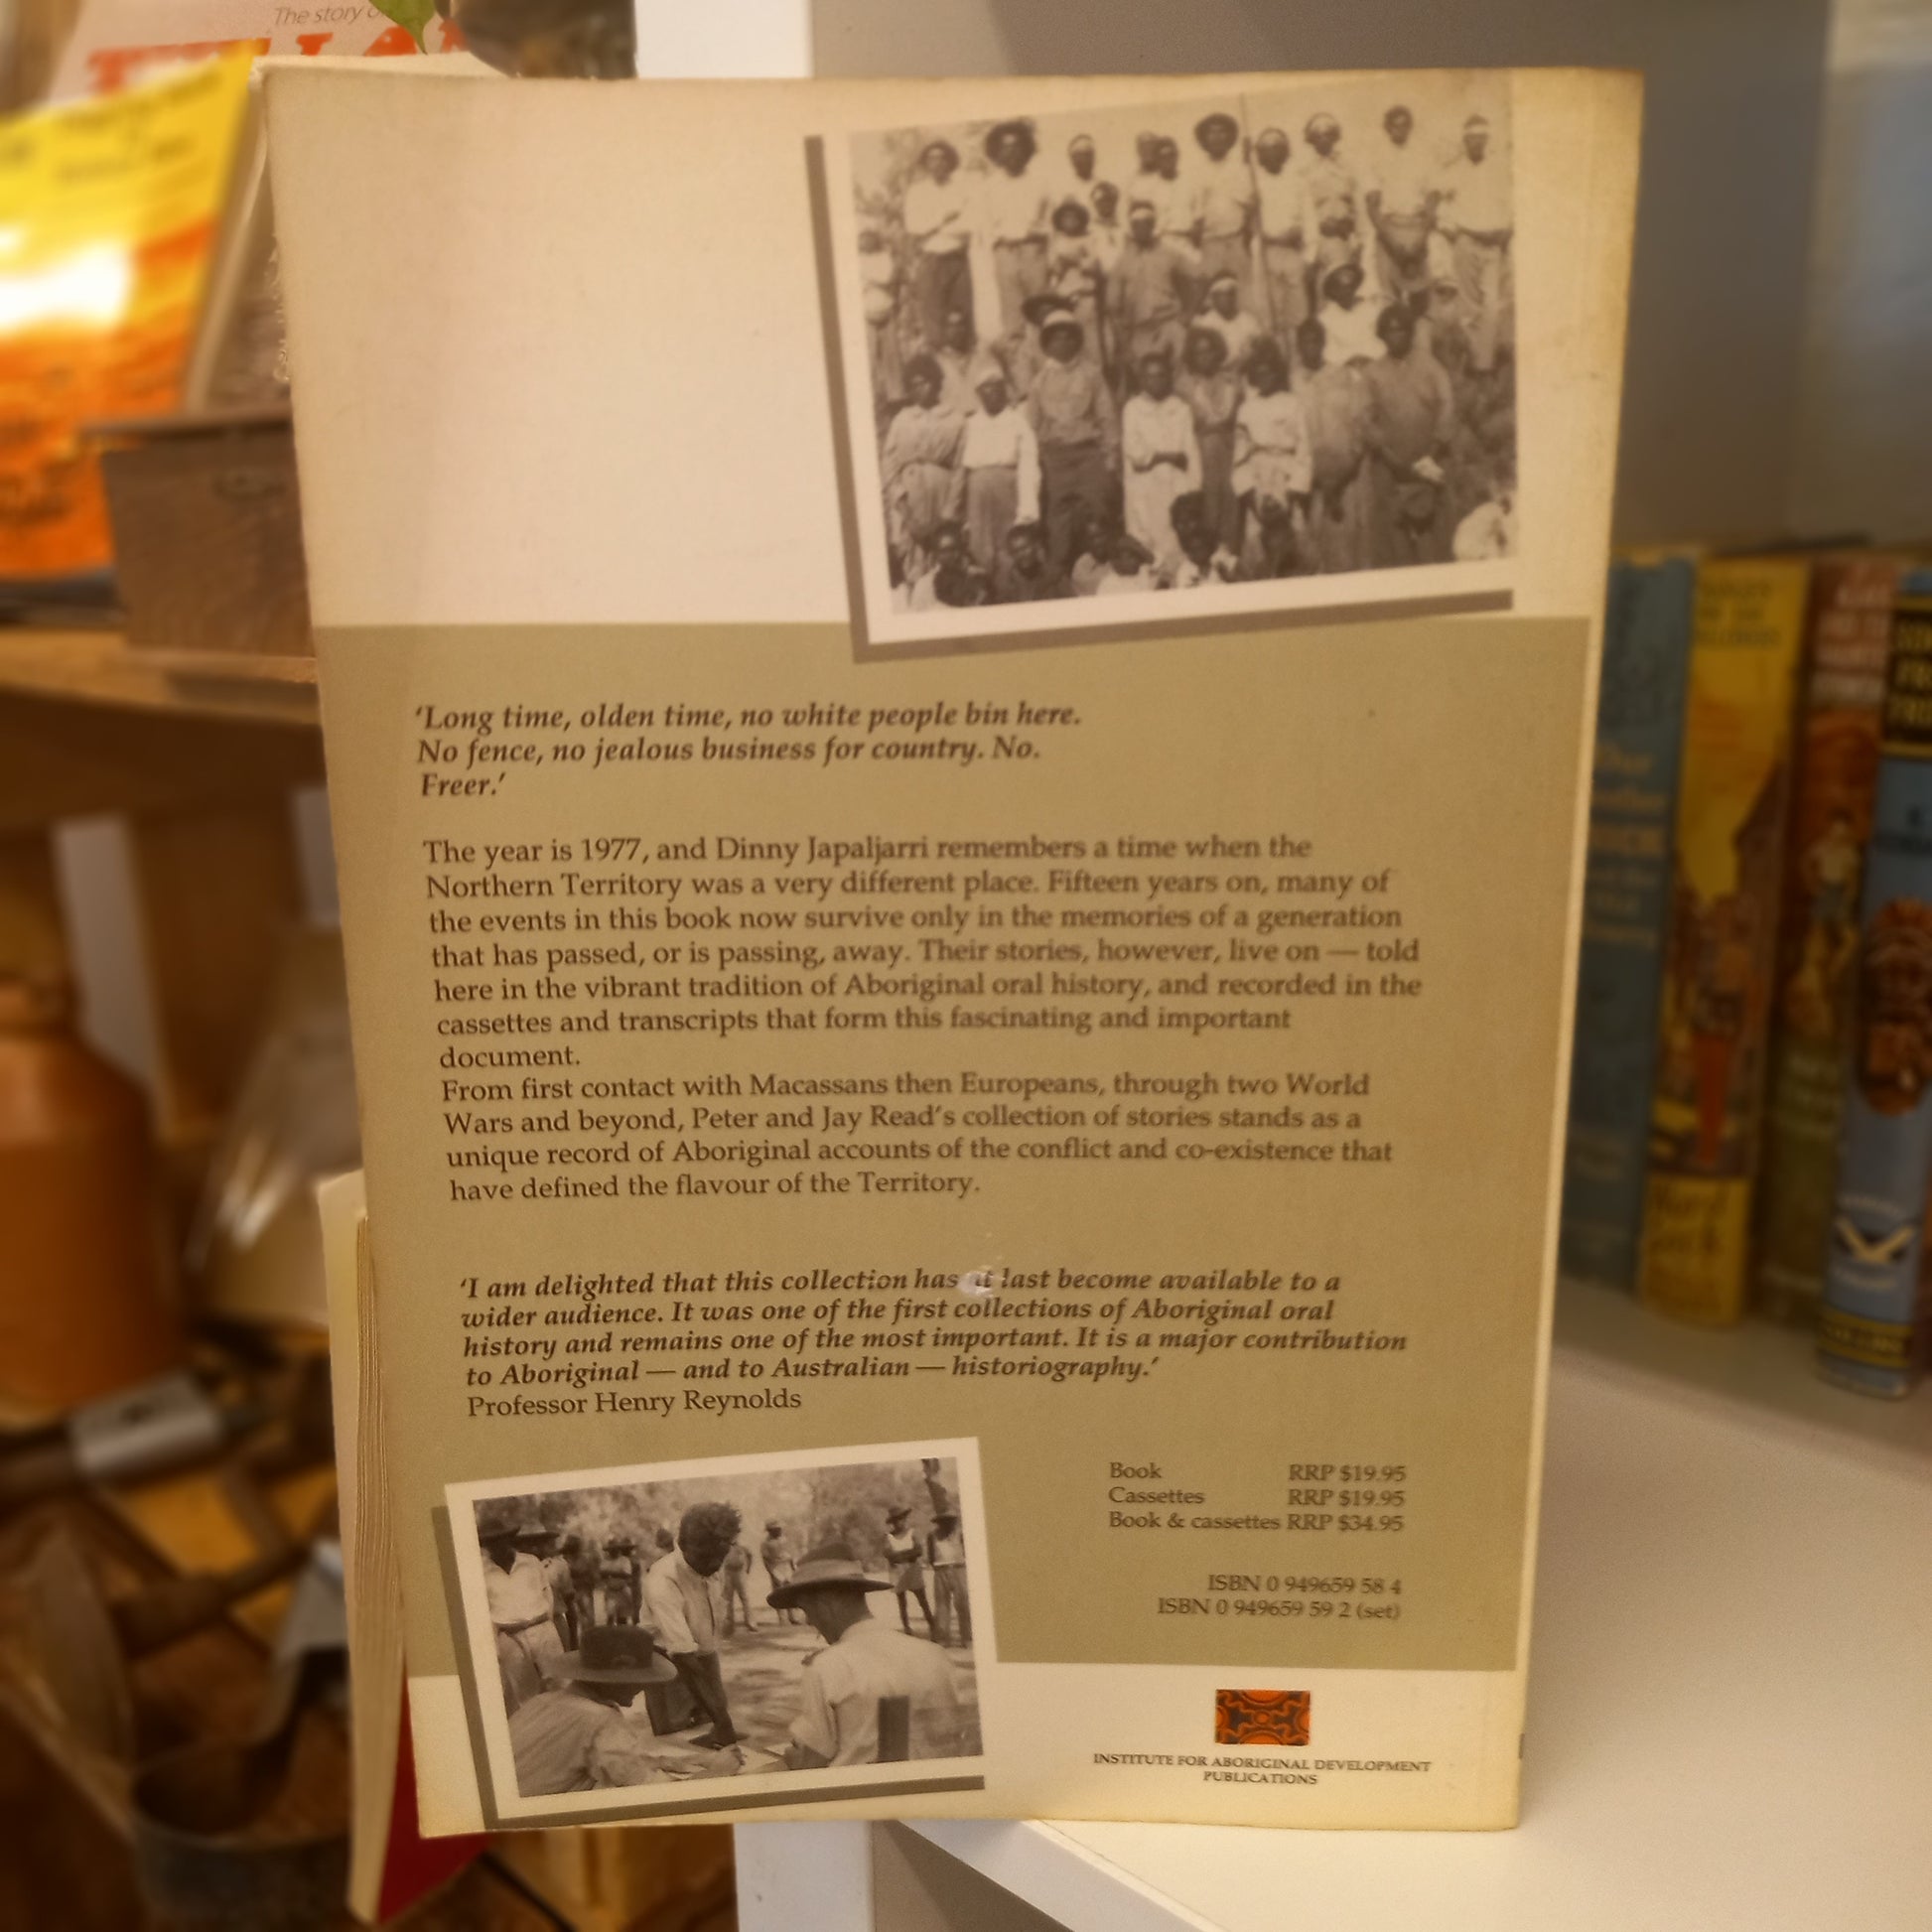 The story
'Long time, olden time, no white people bin here.
No fence, no jealous business for country. No.
Freer.'
The year is 1977, and Dinny Japaljarri remembers a time when the
Northern Territory was a very different place. Fifteen years on, many of
the events in this book now survive only in the memories of a generation
that has passed, or is passing, away. Their stories, however, live on — told
here in the vibrant tradition of Aboriginal oral history, and recorded in the
cassettes and transcripts that form this fascinating and important
document.
From first contact with Macassans then Europeans, through two World
Wars and beyond, Peter and Jay Read's collection of stories stands as a
unique record of Aboriginal accounts of the conflict and co-existence that
have defined the flavour of the Territory.
'I am delighted that this collection has at last become available to a
wider audience. It was one of the first collections of Aboriginal oral
history and remains one of the most important. It is a major contribution
to Aboriginal — and to Australian — historiography.'
Professor Henry Reynolds
Book RRP $19.95
Cassettes RRP $19.95
Book & cassettes RRP $34.95
ISBN 0 949659 58 4
ISBN 0 949659 59 2 (set)
INSTITUTE FOR ABORIGINAL DEVELOPMENT
PUBLICATIONS